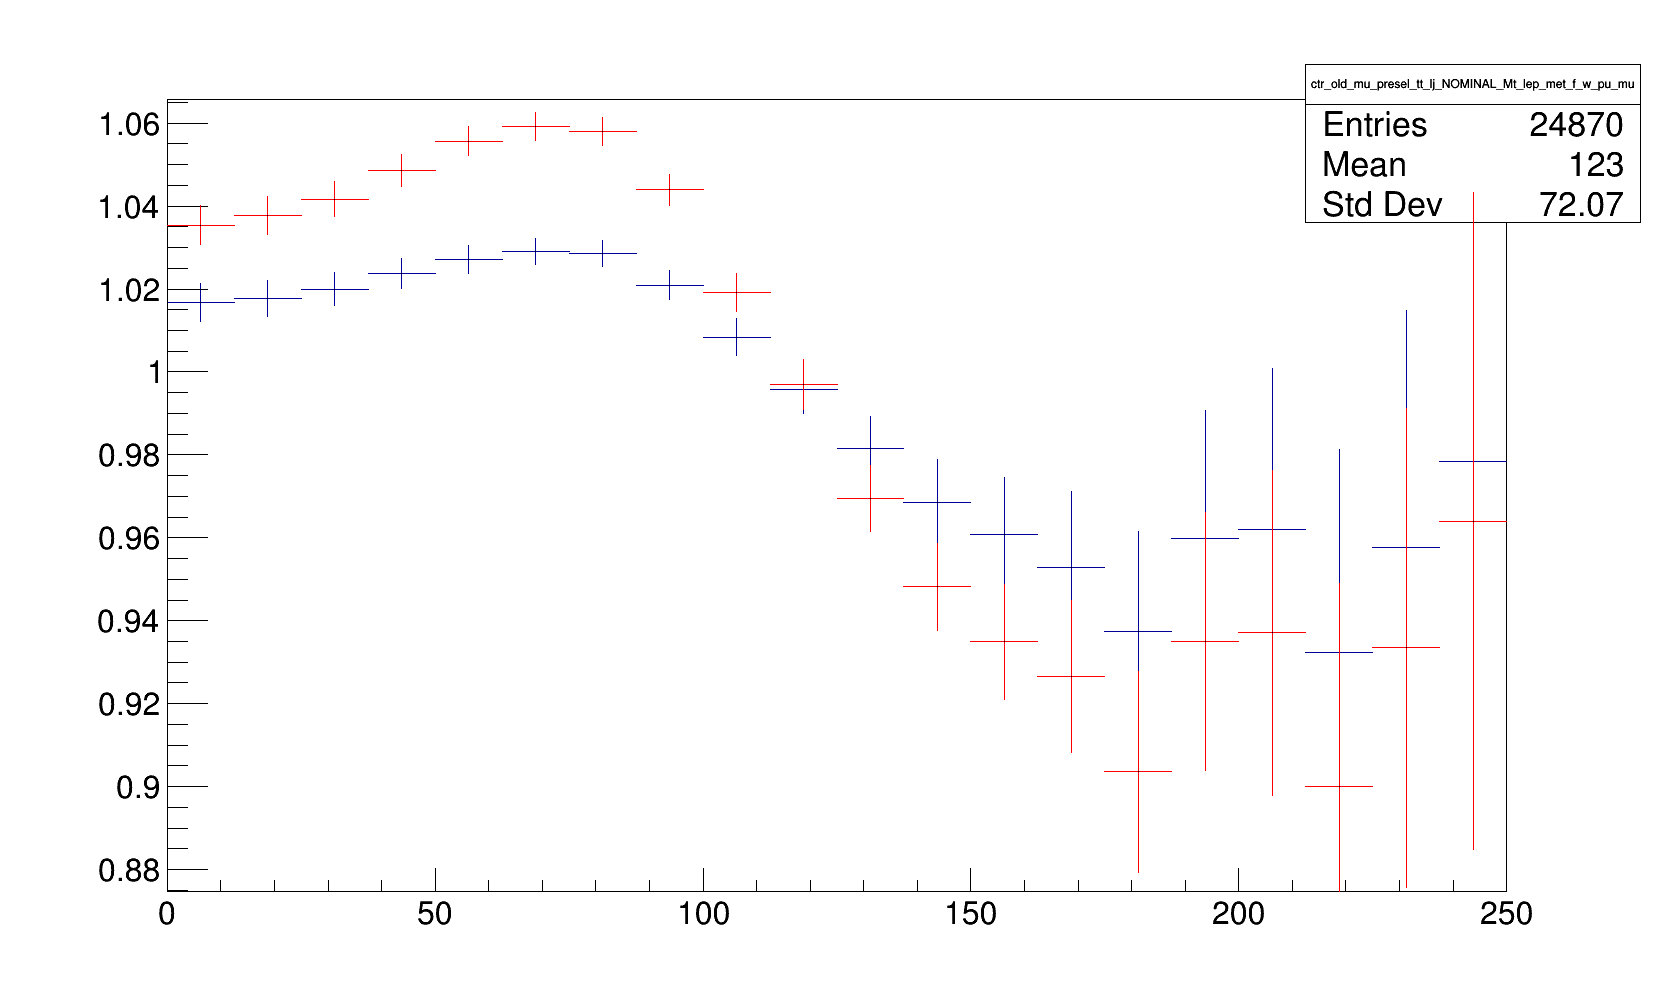 ctr_old_mu_presel_tt_lj_NOMINAL_Mt_lep_met_f_w_pu_mu
Entries 24870
Mean 123
Std Dev 72.07
1.06
1.04
1.02
1
0.98
0.96
0.94
0.92
0.9
0.88
0 50 100 150 200 250